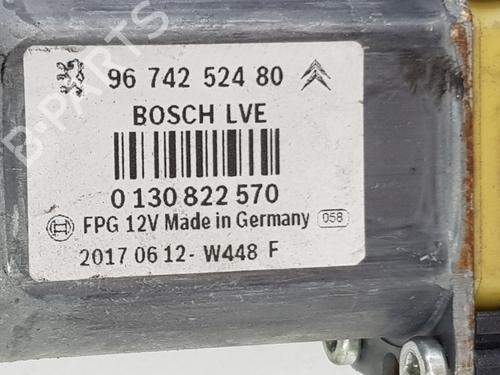 96 742 524 80
BOSCH LVE
0 130 822 570
FPG 12V Made in Germany 058
2017 06 12- W448 F
B-PARTS